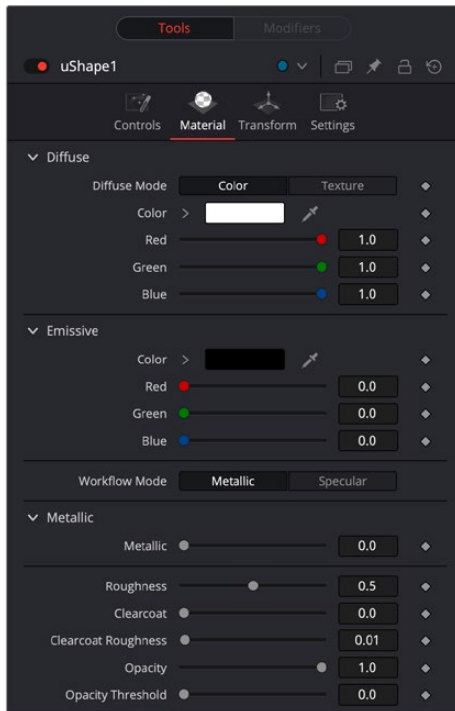 Tools Modifiers
uShape1
Controls Material Transform Settings
Diffuse
Diffuse Mode Color Texture
Color
Red 1.0
Green 1.0
Blue 1.0
Emissive
Color
Red 0.0
Green 0.0
Blue 0.0
Workflow Mode Metallic Specular
Metallic
Metallic 0.0
Roughness 0.5
Clearcoat 0.0
Clearcoat Roughness 0.01
Opacity 1.0
Opacity Threshold 0.0